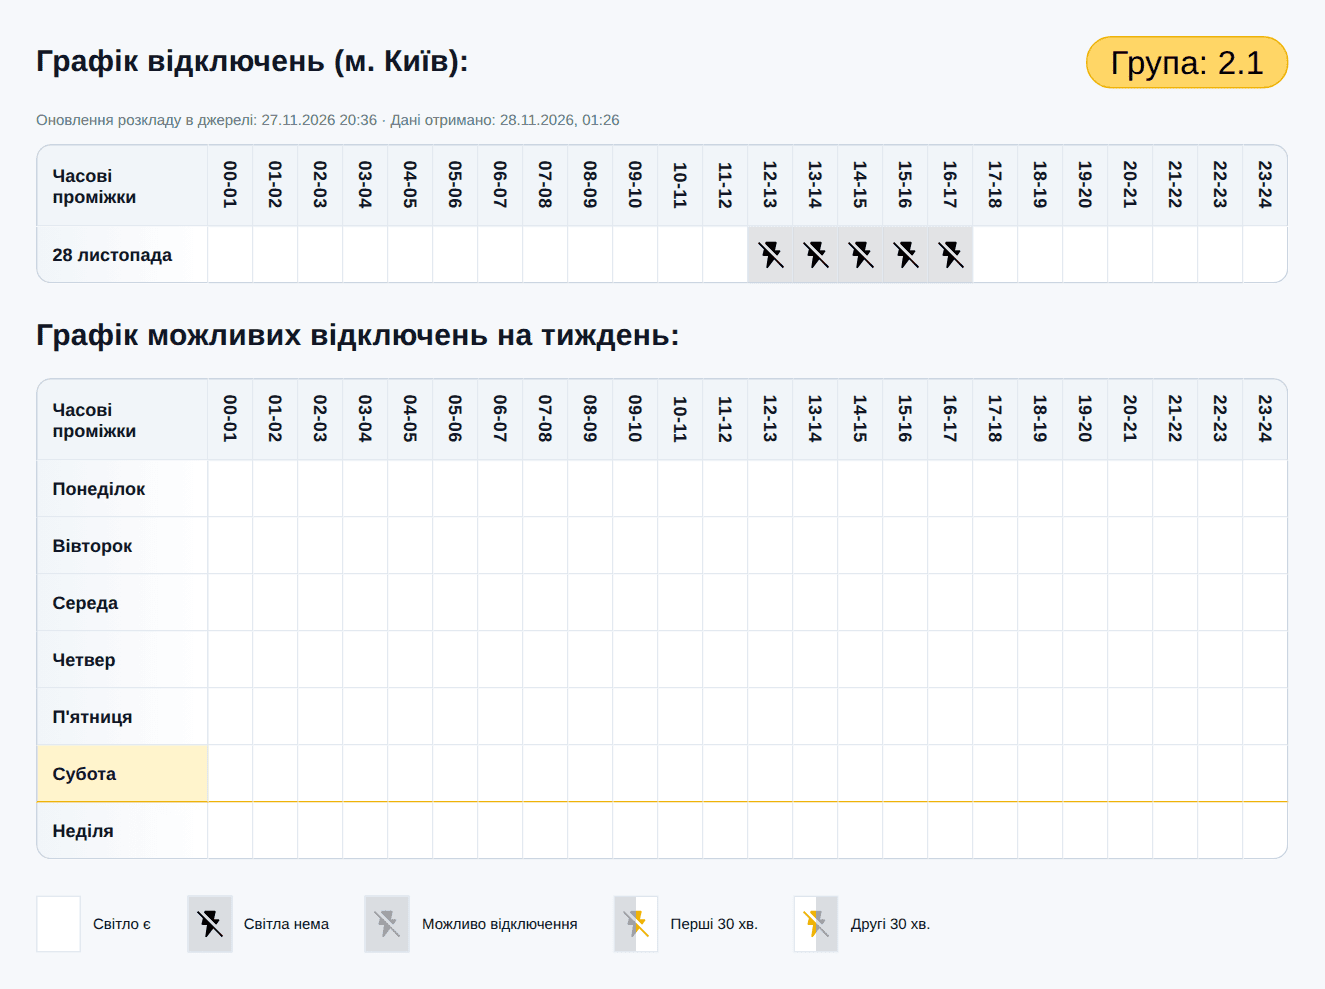 Графік відключень (м. Київ):
Група: 2.1
Оновлення розкладу в джерелі: 27.11.2026 20:36 · Дані отримано: 28.11.2026, 01:26
Часові
проміжки
00-01 01-02 02-03 03-04 04-05 05-06 06-07 07-08 08-09 09-10 10-11 11-12 12-13 13-14 14-15 15-16 16-17 17-18 18-19 19-20 20-21 21-22 22-23 23-24
28 листопада
Графік можливих відключень на тиждень:
Часові
проміжки
00-01 01-02 02-03 03-04 04-05 05-06 06-07 07-08 08-09 09-10 10-11 11-12 12-13 13-14 14-15 15-16 16-17 17-18 18-19 19-20 20-21 21-22 22-23 23-24
Понеділок
Вівторок
Середа
Четвер
П'ятниця
Субота
Неділя
Світло є Світла нема Можливо відключення Перші 30 хв. Другі 30 хв.